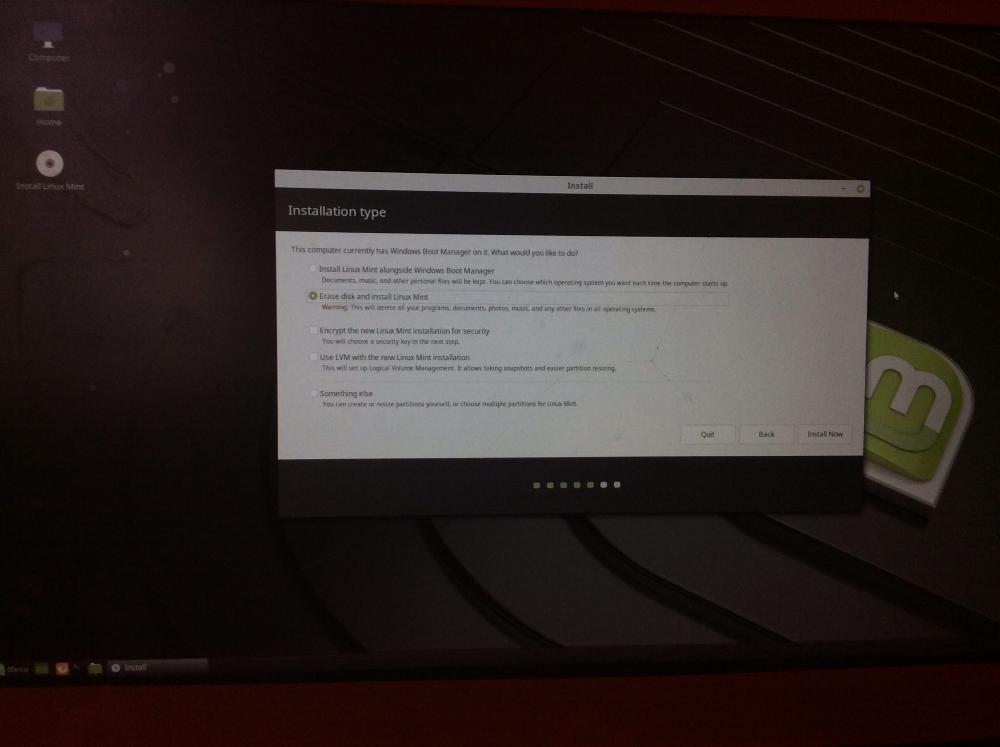 Computer
Home
Install Linux Mint
Install
Installation type
This computer currently has Windows Boot Manager on it. What would you like to do?
Install Linux Mint alongside Windows Boot Manager
Documents, music, and other personal files will be kept. You can choose which operating system you want each time the computer starts up.
Erase disk and install Linux Mint
Warning: This will delete all your programs, documents, photos, music, and any other files in all operating systems.
Encrypt the new Linux Mint installation for security
You will choose a security key in the next step.
Use LVM with the new Linux Mint installation
This will set up Logical Volume Management. It allows taking snapshots and easier partition resizing.
Something else
You can create or resize partitions yourself, or choose multiple partitions for Linux Mint.
Quit
Back
Install Now
Menu
Install